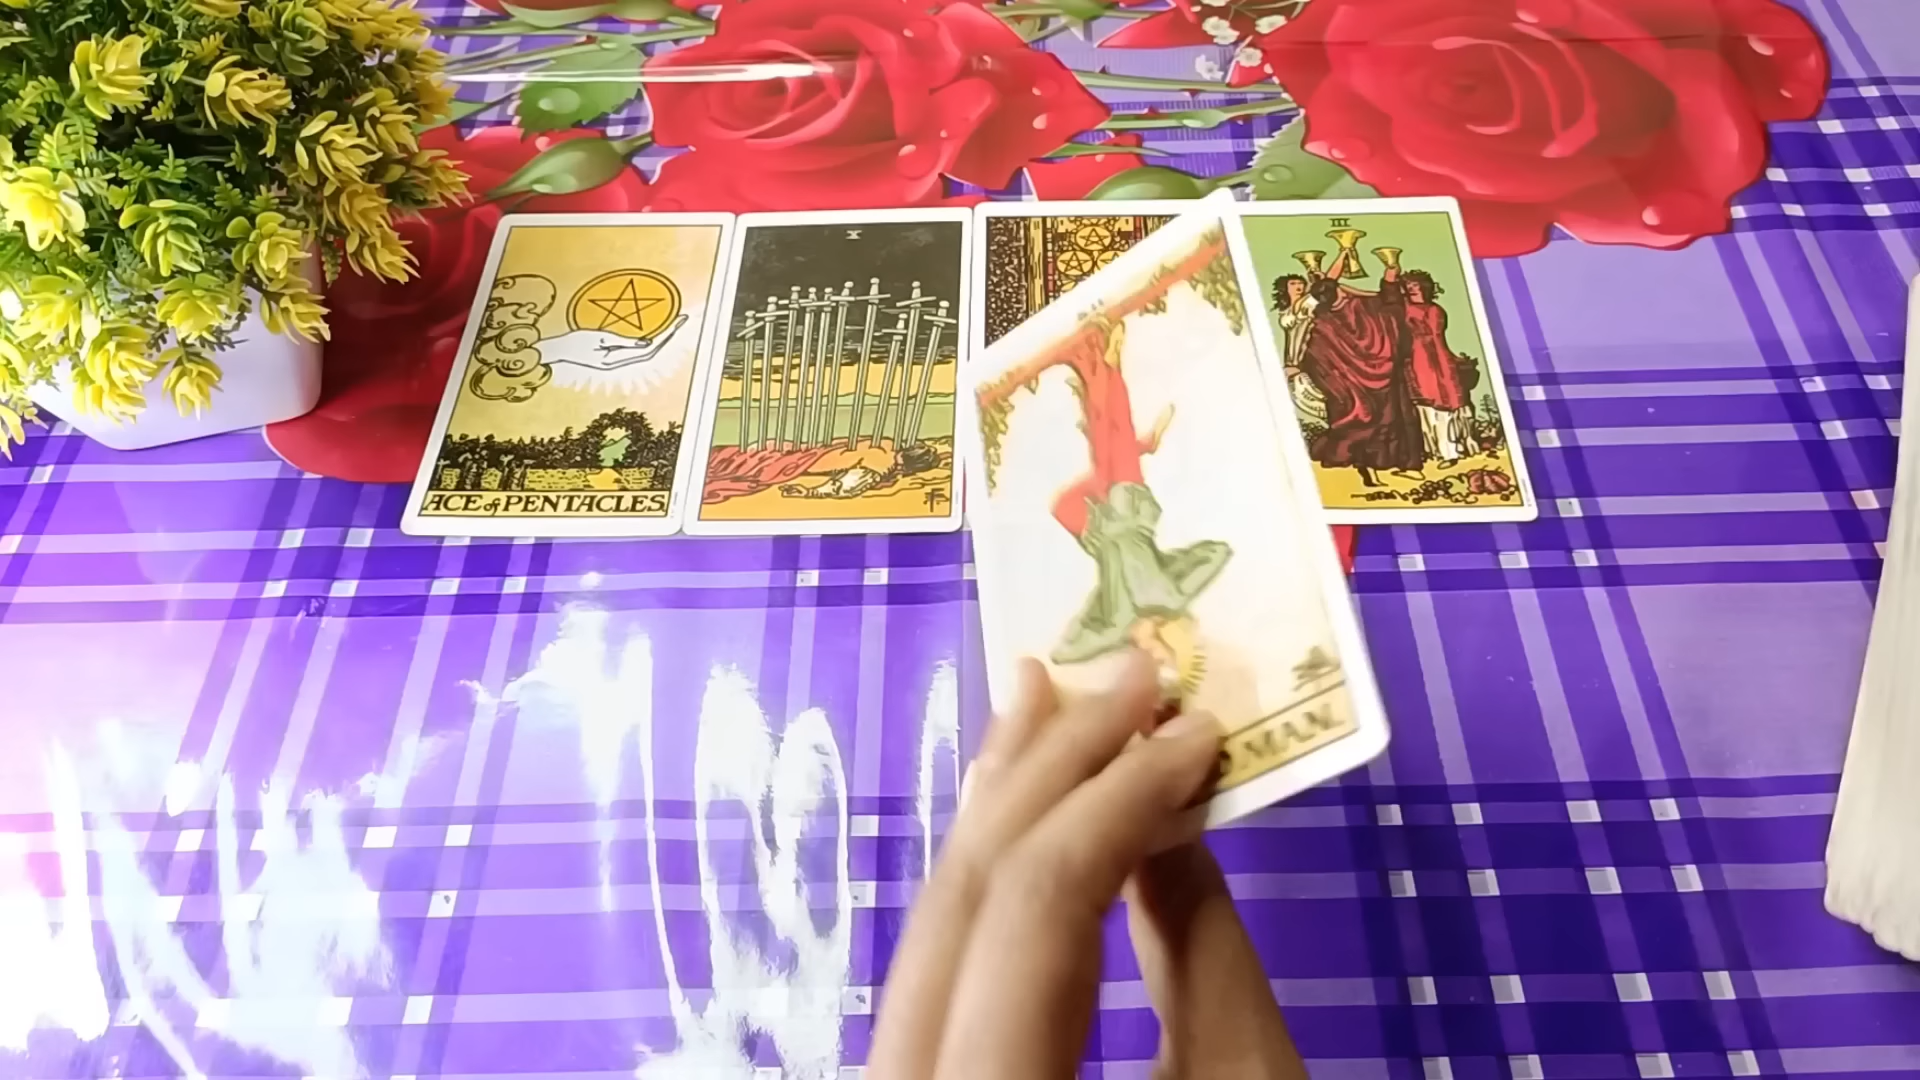 X
III
ACE of PENTACLES.
MAN.